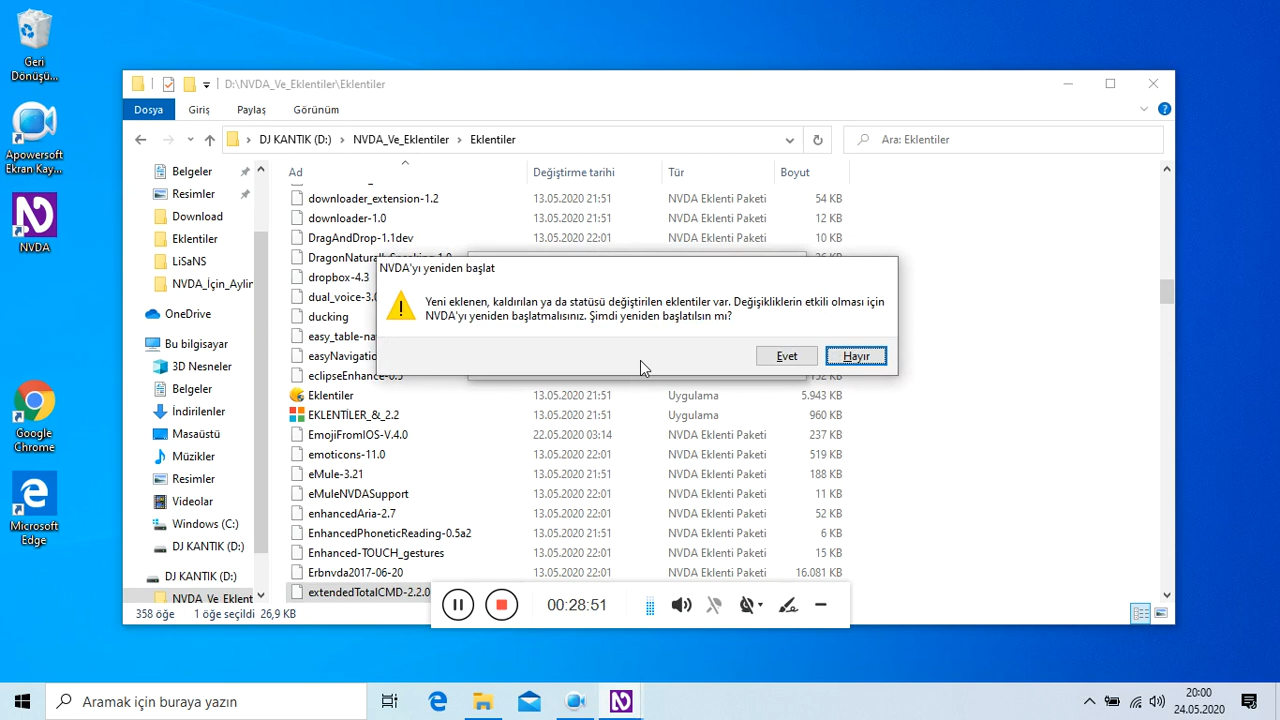 Geri
Dönüşü...
Apowersoft
Ekran Kay...
NVDA
Google
Chrome
Microsoft
Edge
D:\NVDA_Ve_Eklentiler\Eklentiler
Dosya
Giriş
Paylaş
Görünüm
DJ KANTIK (D:)
NVDA_Ve_Eklentiler
Eklentiler
Ara: Eklentiler
Belgeler
Resimler
Download
Eklentiler
LiSaNS
NVDA_İçin_Aylin
OneDrive
Bu bilgisayar
3D Nesneler
Belgeler
İndirilenler
Masaüstü
Müzikler
Resimler
Videolar
Windows (C:)
DJ KANTIK (D:)
DJ KANTIK (D:)
NVDA_Ve_Eklent
Ad Değiştirme tarihi Tür Boyut
downloader_extension-1.2 13.05.2020 21:51 NVDA Eklenti Paketi 54 KB
downloader-1.0 13.05.2020 21:51 NVDA Eklenti Paketi 12 KB
DragAndDrop-1.1dev 13.05.2020 22:01 NVDA Eklenti Paketi 10 KB
dropbox-4.3
dual_voice-3.
ducking
easy_table-na
easyNavigatio
Eklentiler 13.05.2020 21:51 Uygulama 5.943 KB
EKLENTİLER_&_2.2 13.05.2020 21:51 Uygulama 960 KB
EmojiFromIOS-V.4.0 22.05.2020 03:14 NVDA Eklenti Paketi 237 KB
emoticons-11.0 13.05.2020 22:01 NVDA Eklenti Paketi 519 KB
eMule-3.21 13.05.2020 21:51 NVDA Eklenti Paketi 188 KB
eMuleNVDASupport 13.05.2020 22:01 NVDA Eklenti Paketi 11 KB
enhancedAria-2.7 13.05.2020 22:01 NVDA Eklenti Paketi 52 KB
EnhancedPhoneticReading-0.5a2 13.05.2020 21:51 NVDA Eklenti Paketi 6 KB
Enhanced-TOUCH_gestures 13.05.2020 22:01 NVDA Eklenti Paketi 15 KB
Erbnvda2017-06-20 13.05.2020 22:01 NVDA Eklenti Paketi 16.081 KB
extendedTotalCMD-2.2.0
NVDA'yı yeniden başlat
Yeni eklenen, kaldırılan ya da statüsü değiştirilen eklentiler var. Değişikliklerin etkili olması için
NVDA'yı yeniden başlatmalısınız. Şimdi yeniden başlatılsın mı?
Evet
Hayır
00:28:51
358 öğe 1 öğe seçildi 26,9 KB
Aramak için buraya yazın
20:00
24.05.2020